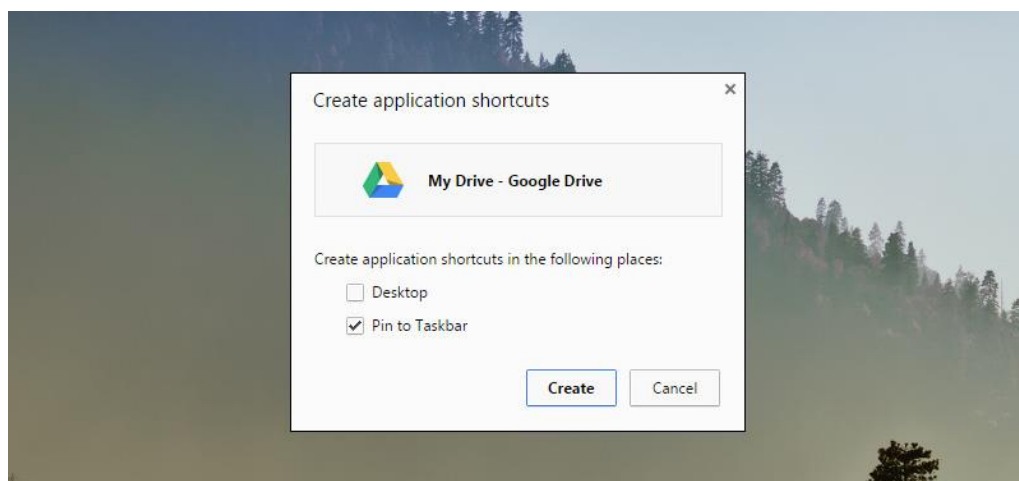 Create application shortcuts
My Drive - Google Drive
Create application shortcuts in the following places:
Desktop
Pin to Taskbar
Create Cancel